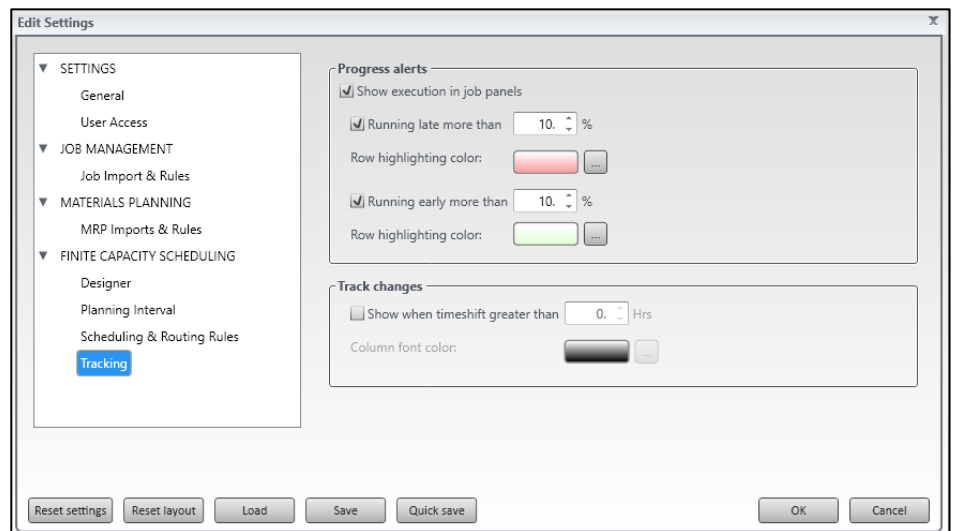 Edit Settings
SETTINGS
General
User Access
JOB MANAGEMENT
Job Import & Rules
MATERIALS PLANNING
MRP Imports & Rules
FINITE CAPACITY SCHEDULING
Designer
Planning Interval
Scheduling & Routing Rules
Tracking
Progress alerts
Show execution in job panels
Running late more than 10. %
Row highlighting color: ...
Running early more than 10. %
Row highlighting color: ...
Track changes
Show when timeshift greater than 0. Hrs
Column font color: ...
Reset settings Reset layout Load Save Quick save OK Cancel